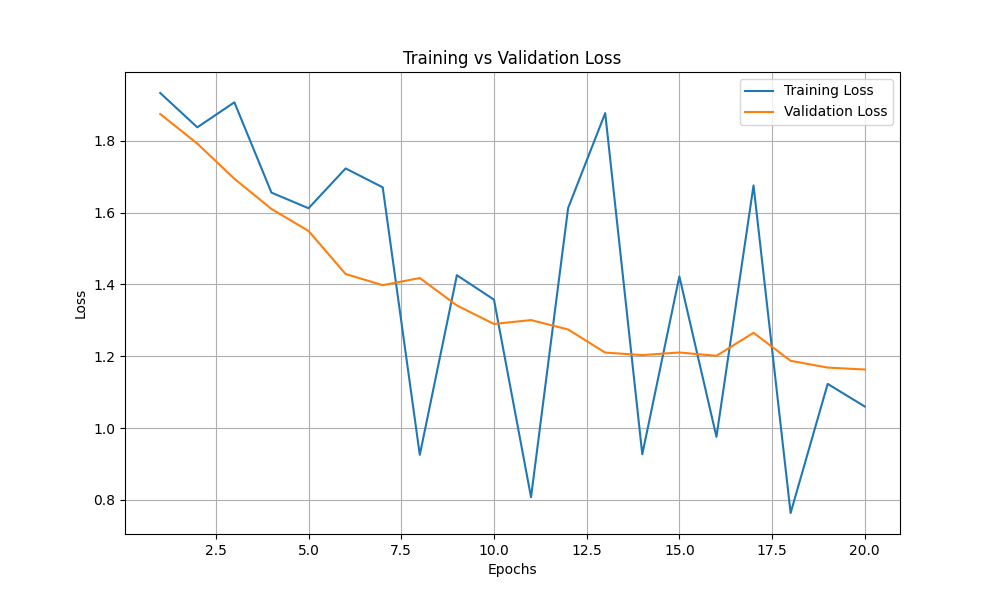 Training vs Validation Loss
Training Loss
Validation Loss
Loss
1.8
1.6
1.4
1.2
1.0
0.8
2.5 5.0 7.5 10.0 12.5 15.0 17.5 20.0
Epochs